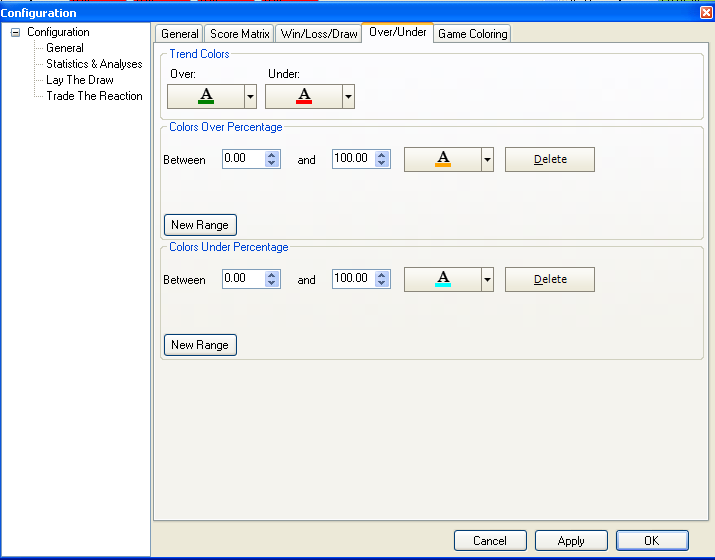 Configuration
Configuration
General
Statistics & Analyses
Lay The Draw
Trade The Reaction
General Score Matrix Win/Loss/Draw Over/Under Game Coloring
Trend Colors
Over: Under:
A A
Colors Over Percentage
Between 0.00 and 100.00 A Delete
New Range
Colors Under Percentage
Between 0.00 and 100.00 A Delete
New Range
Cancel Apply OK